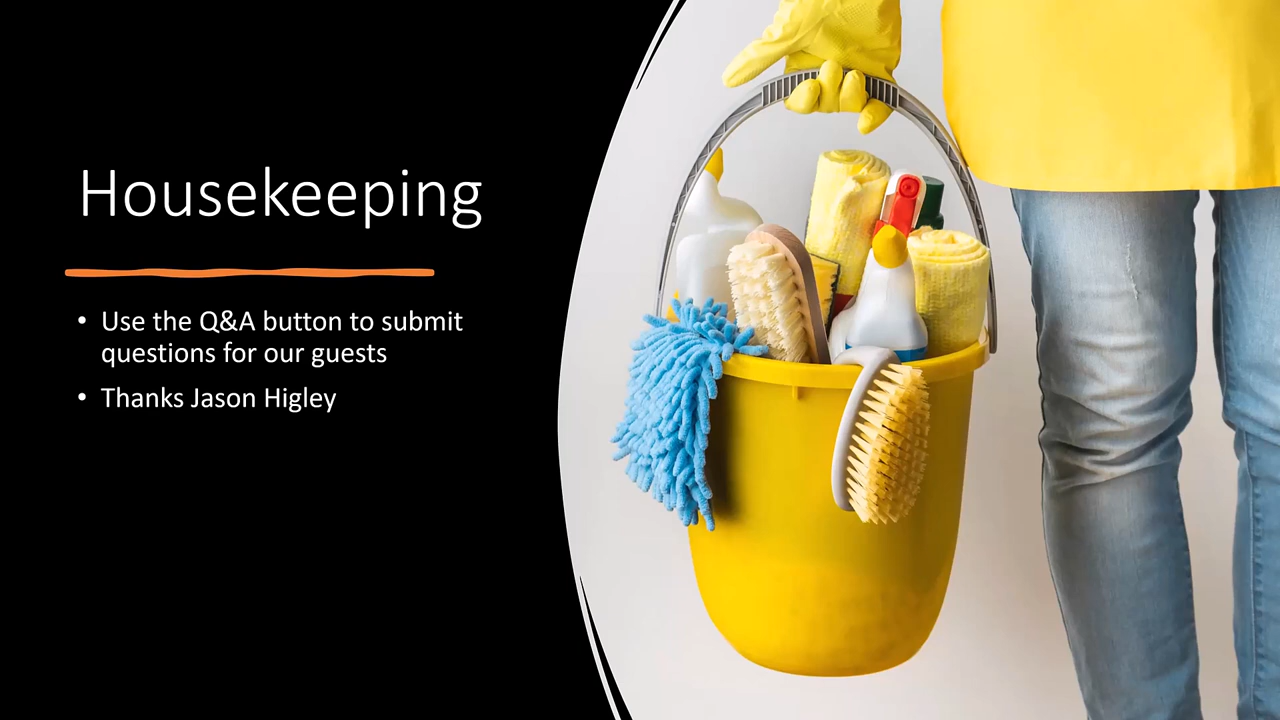 Housekeeping
• Use the Q&A button to submit
questions for our guests
• Thanks Jason Higley